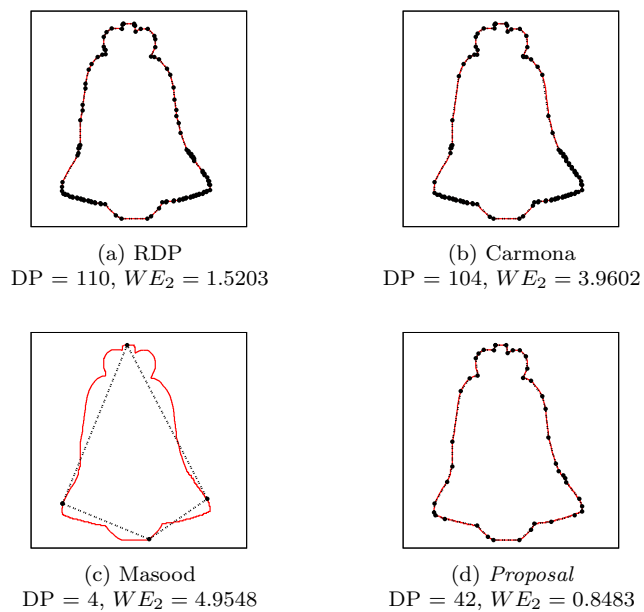 (a) RDP
DP = 110, WE₂ = 1.5203
(b) Carmona
DP = 104, WE₂ = 3.9602
(c) Masood
DP = 4, WE₂ = 4.9548
(d) Proposal
DP = 42, WE₂ = 0.8483